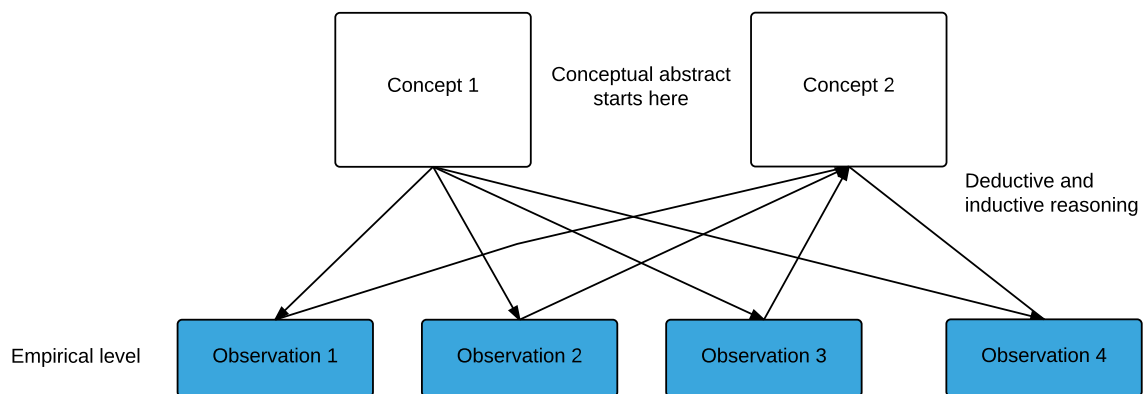 Concept 1
Conceptual abstract
starts here
Concept 2
Deductive and
inductive reasoning
Empirical level
Observation 1
Observation 2
Observation 3
Observation 4